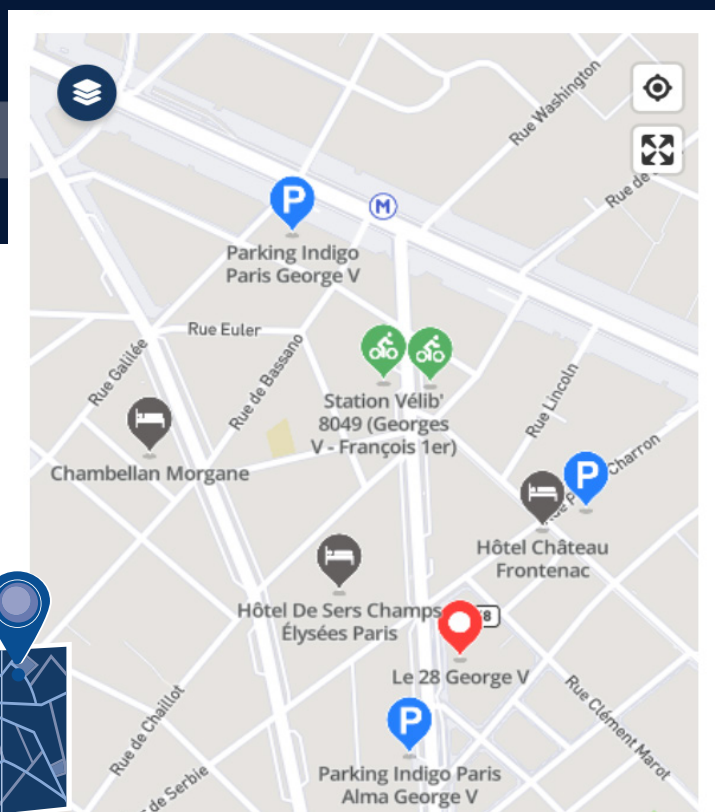 Rue Washington
Rue de
P
M
Parking Indigo
Paris George V
Rue Euler
Rue Galilée
Rue de Bassano
Station Vélib'
8049 (Georges
V - François 1er)
Rue Lincoln
Chambellan Morgane
P
Charron
Hôtel Château
Frontenac
Hôtel De Sers Champs
Élysées Paris
8
Le 28 George V
Rue de Chaillot
P
Rue Clément Marot
Parking Indigo Paris
Alma George V
de Serbie